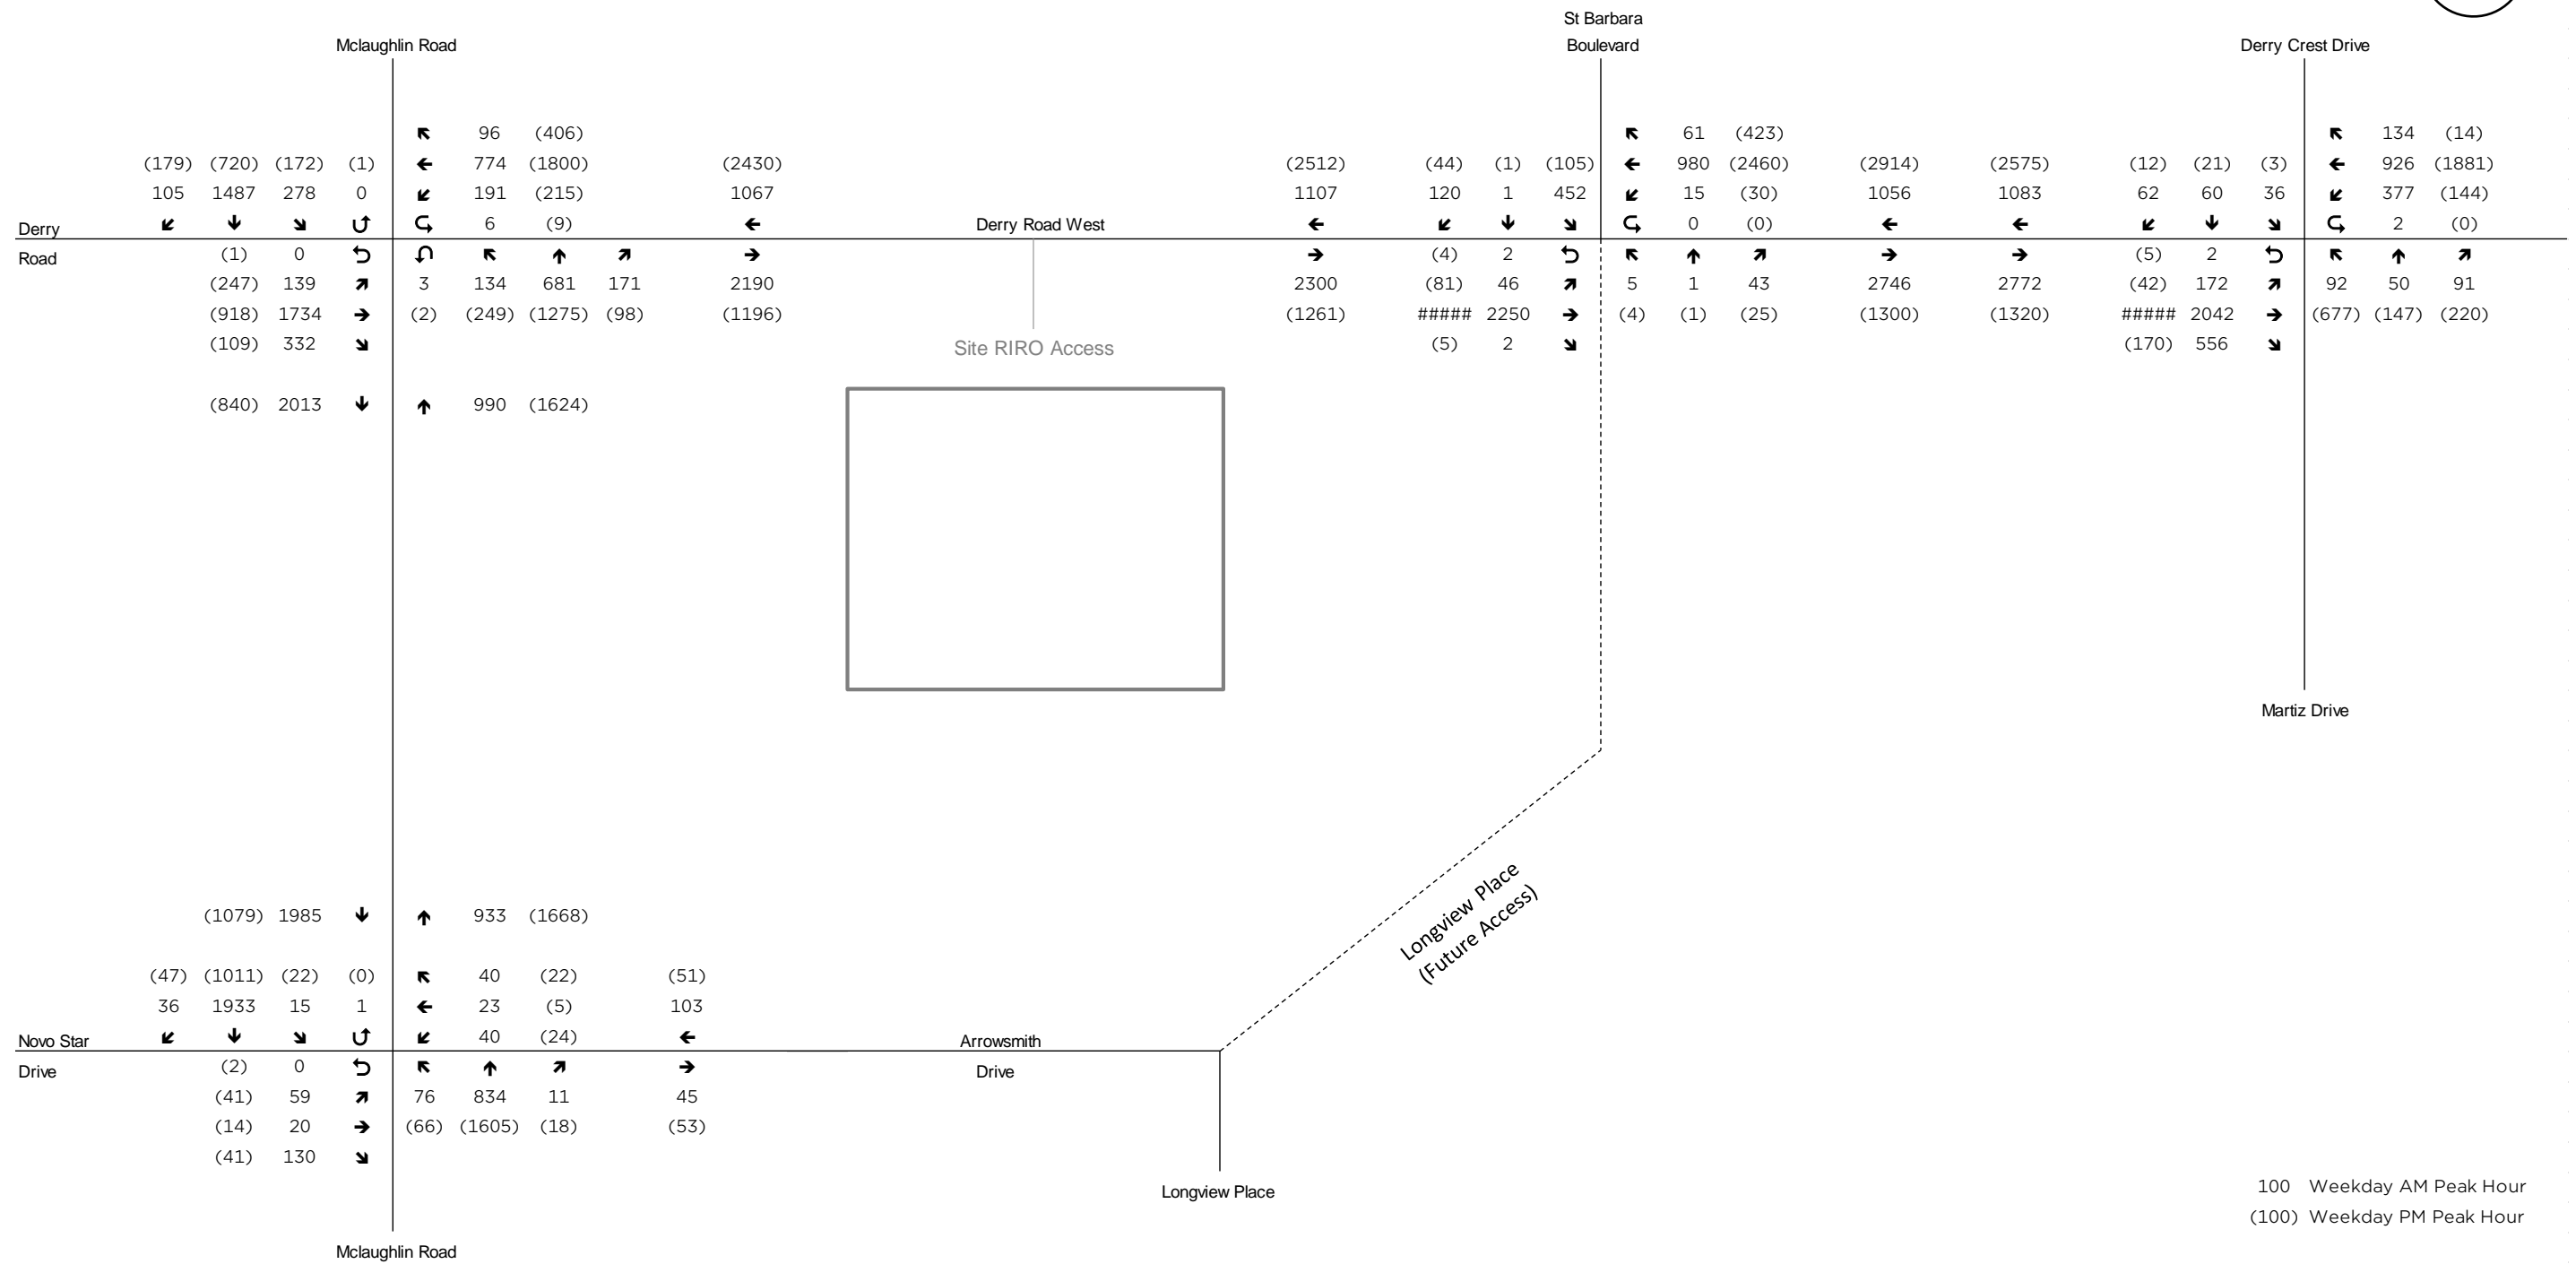 St Barbara
Mclaughlin Road Boulevard Derry Crest Drive
96 (406) 61 (423) 134 (14)
(179) (720) (172) (1) 774 (1800) (2430) (2512) (44) (1) (105) 980 (2460) (2914) (2575) (12) (21) (3) 926 (1881)
105 1487 278 0 191 (215) 1067 1107 120 1 452 15 (30) 1056 1083 62 60 36 377 (144)
Derry 6 (9) Derry Road West 0 (0) 2 (0)
Road (1) 0 (4) 2 (5) 2
(247) 139 3 134 681 171 2190 2300 (81) 46 5 1 43 2746 2772 (42) 172 92 50 91
(918) 1734 (2) (249) (1275) (98) (1196) (1261) ##### 2250 (4) (1) (25) (1300) (1320) ##### 2042 (677) (147) (220)
(109) 332 Site RIRO Access (5) 2 (170) 556
(840) 2013 990 (1624)
Martiz Drive
Longview Place
(Future Access)
(1079) 1985 933 (1668)
(47) (1011) (22) (0) 40 (22) (51)
36 1933 15 1 23 (5) 103
Novo Star 40 (24) Arrowsmith
Drive (2) 0 Drive
(41) 59 76 834 11 45
(14) 20 (66) (1605) (18) (53)
(41) 130
Longview Place
100 Weekday AM Peak Hour
(100) Weekday PM Peak Hour
Mclaughlin Road